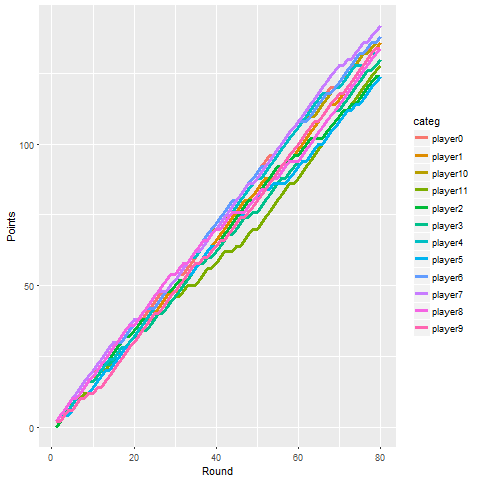 Points
100
50
0
0
20
40
60
80
Round
categ
player0
player1
player10
player11
player2
player3
player4
player5
player6
player7
player8
player9